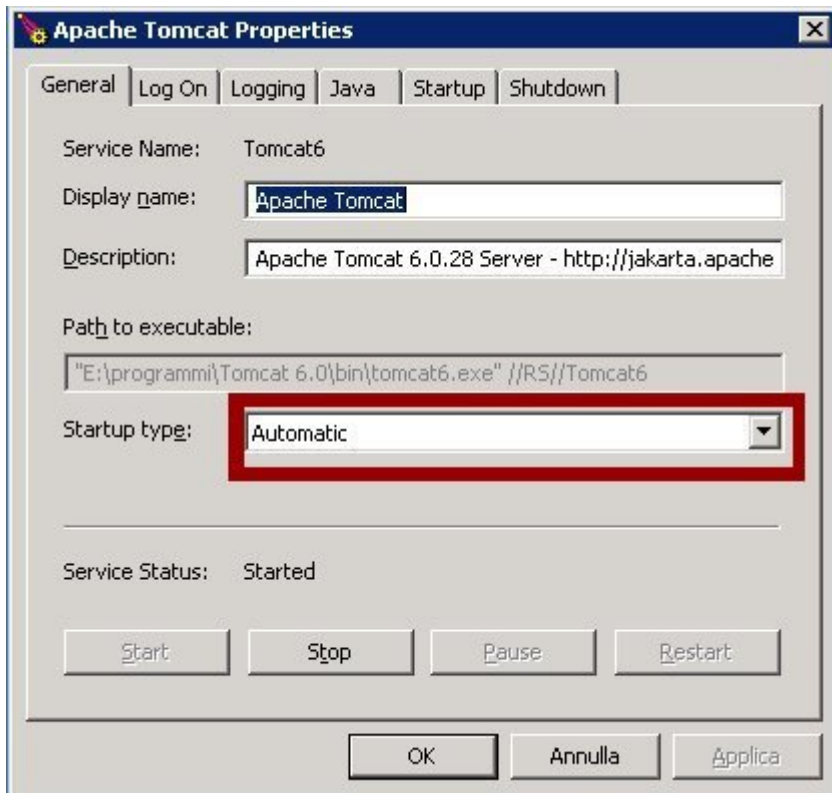 Apache Tomcat Properties
General Log On Logging Java Startup Shutdown
Service Name: Tomcat6
Display name: Apache Tomcat
Description: Apache Tomcat 6.0.28 Server - http://jakarta.apache
Path to executable:
"E:\programmi\Tomcat 6.0\bin\tomcat6.exe" //RS//Tomcat6
Startup type: Automatic
Service Status: Started
Start Stop Pause Restart
OK Annulla Applica